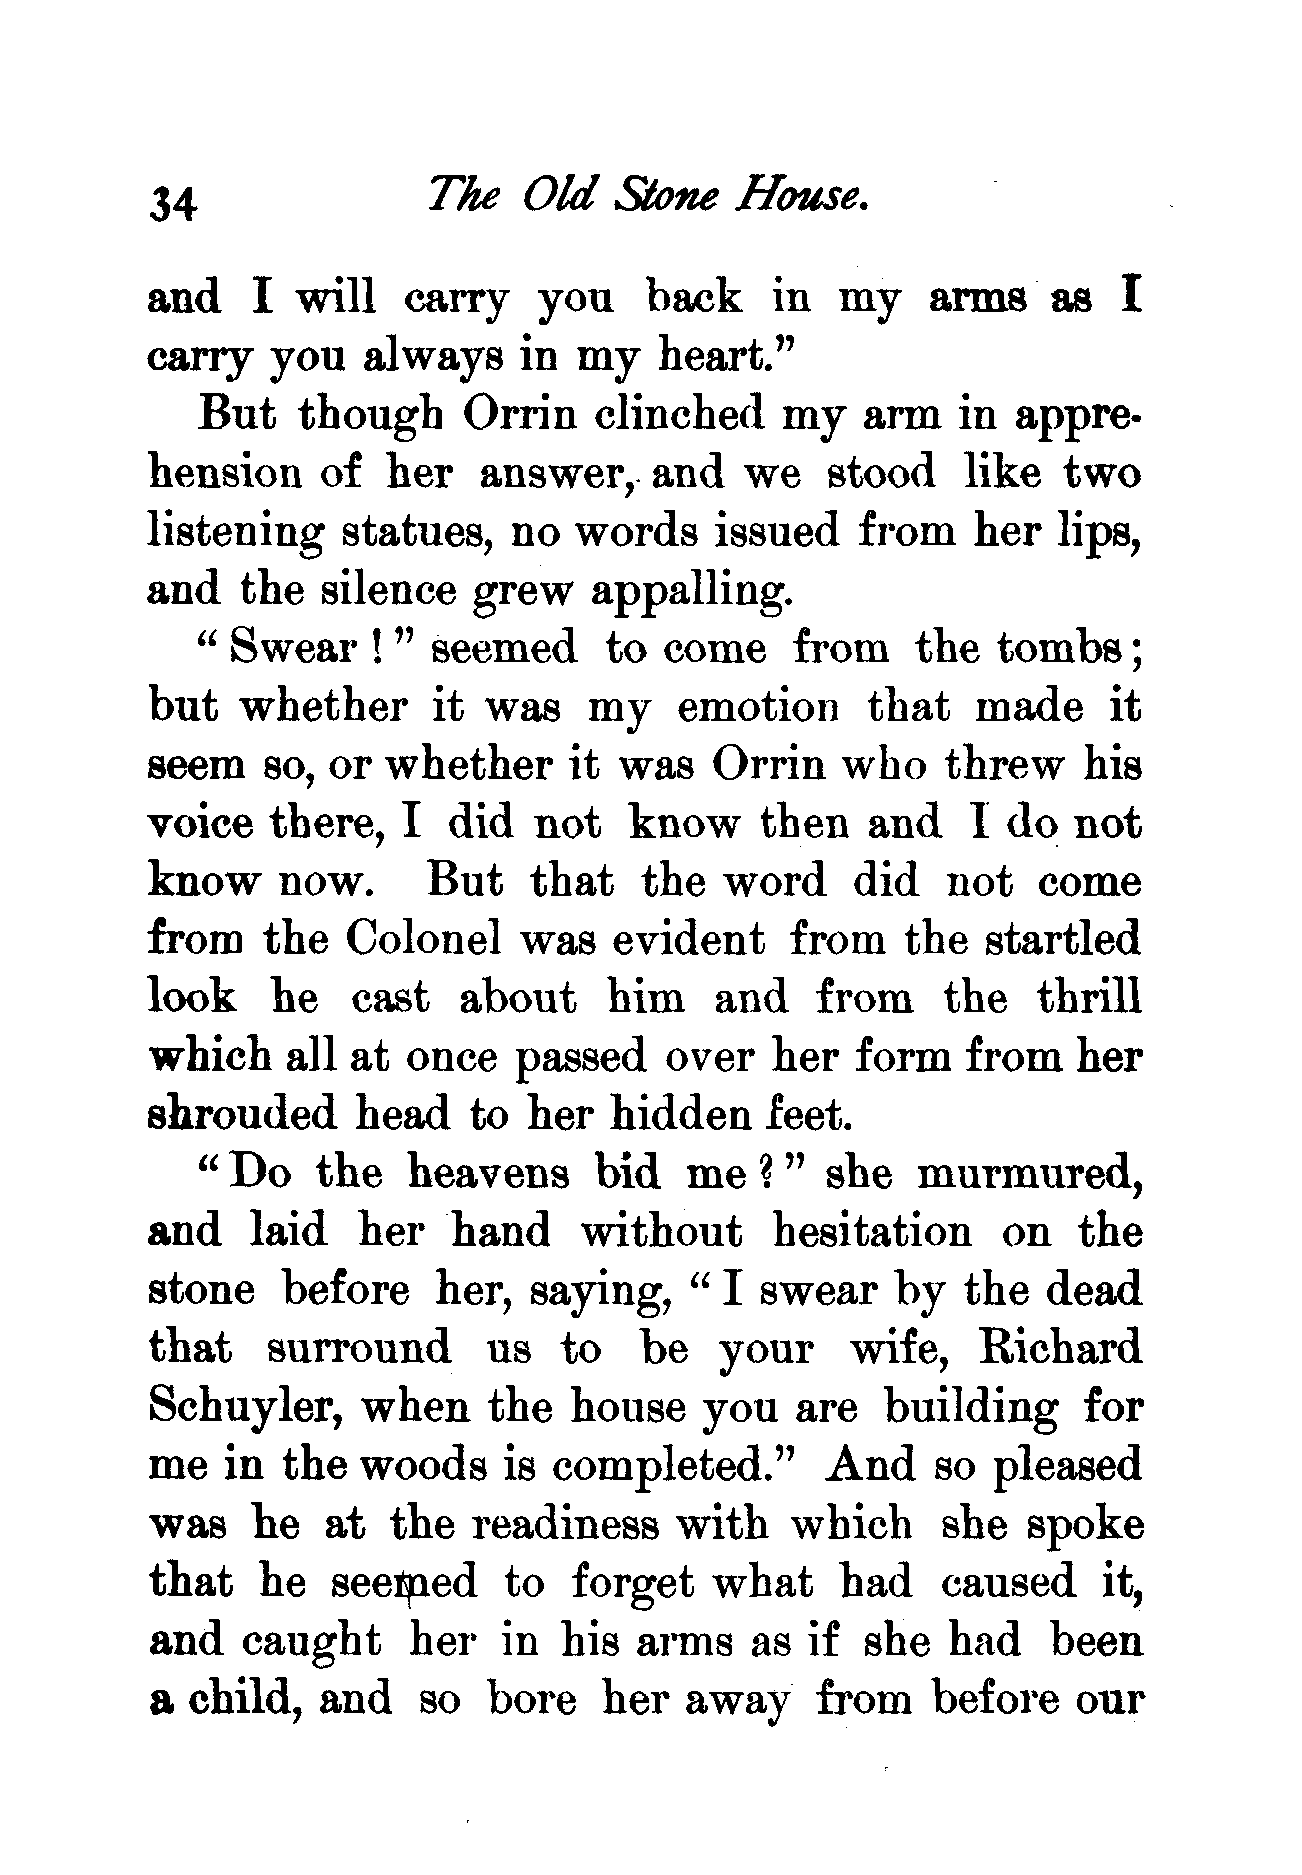 34 The Old Stone House.
and I will carry you back in my arms as I
carry you always in my heart.”
But though Orrin clinched my arm in appre-
hension of her answer, and we stood like two
listening statues, no words issued from her lips,
and the silence grew appalling.
“ Swear ! ” seemed to come from the tombs ;
but whether it was my emotion that made it
seem so, or whether it was Orrin who threw his
voice there, I did not know then and I do not
know now. But that the word did not come
from the Colonel was evident from the startled
look he cast about him and from the thrill
which all at once passed over her form from her
shrouded head to her hidden feet.
“ Do the heavens bid me ? ” she murmured,
and laid her hand without hesitation on the
stone before her, saying, “ I swear by the dead
that surround us to be your wife, Richard
Schuyler, when the house you are building for
me in the woods is completed.” And so pleased
was he at the readiness with which she spoke
that he seemed to forget what had caused it,
and caught her in his arms as if she had been
a child, and so bore her away from before our